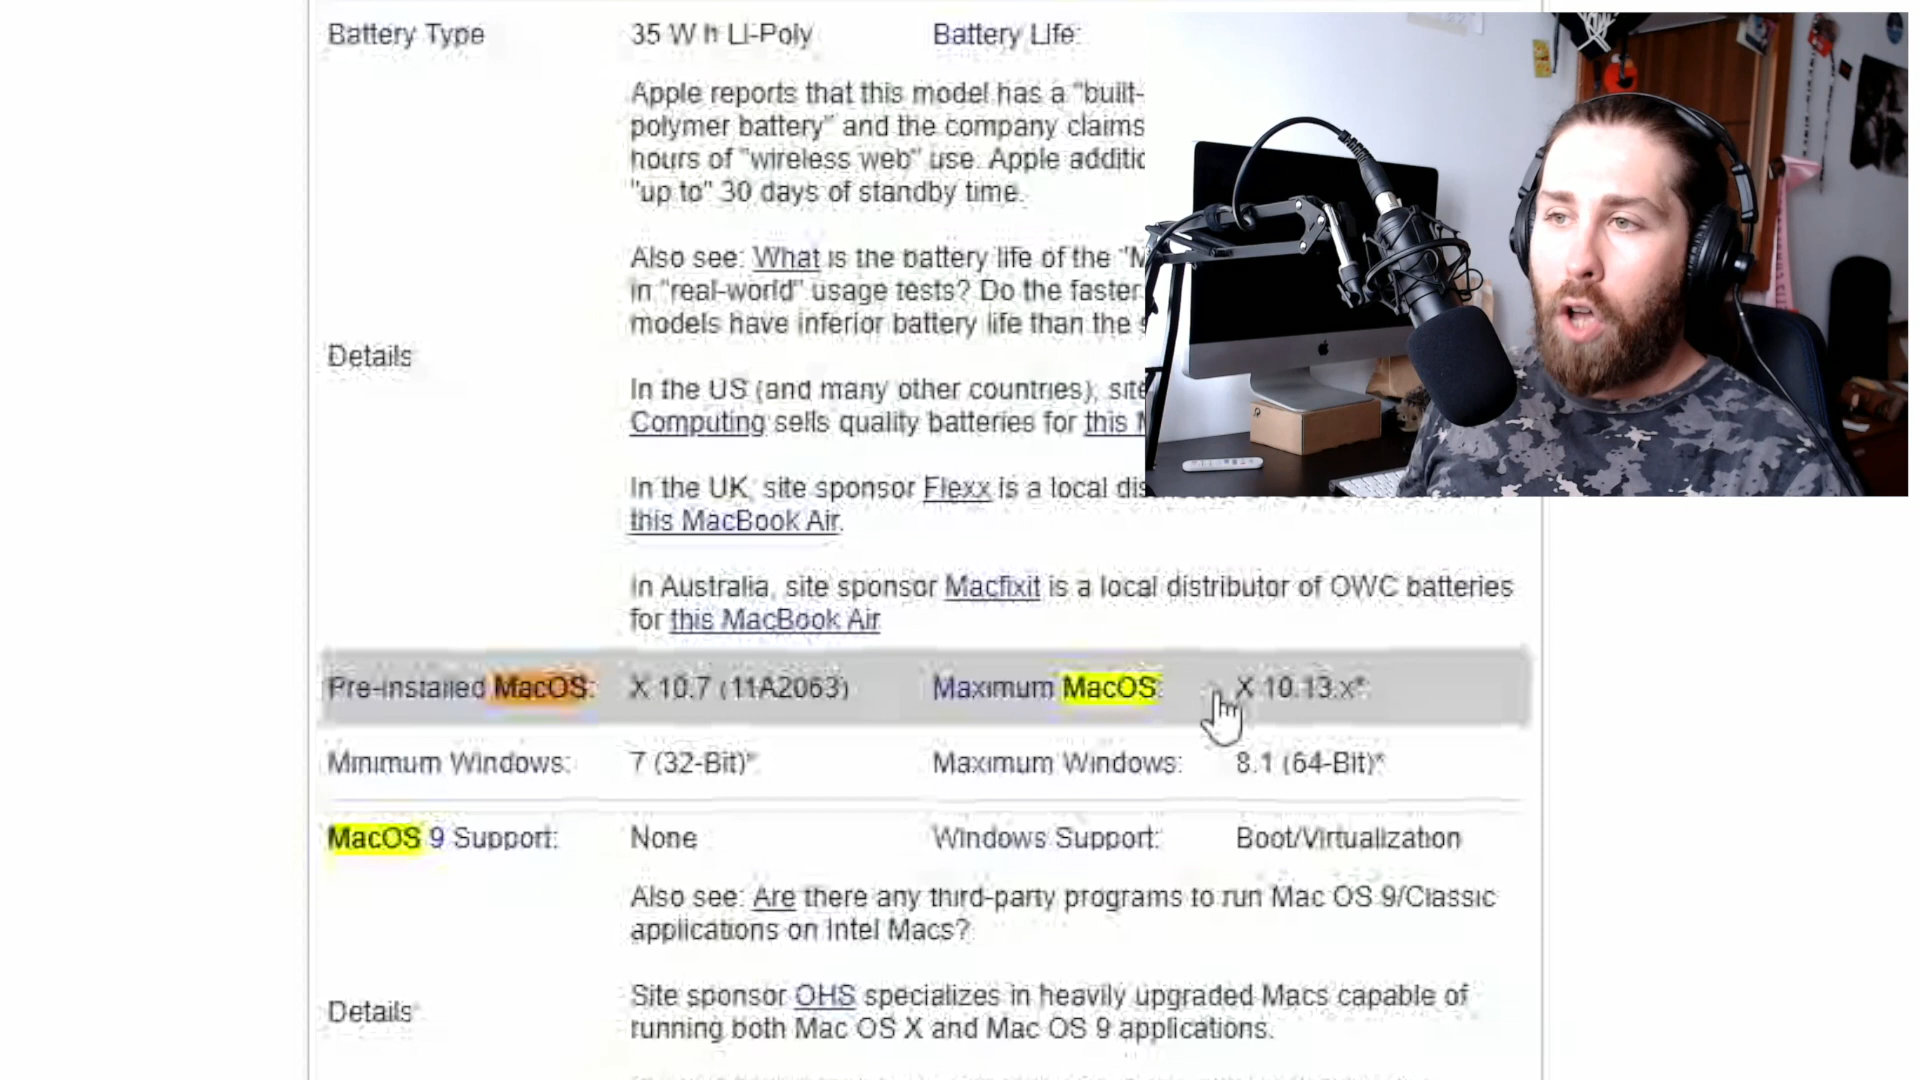 Battery Type 35 W h Li-Poly Battery Life:
Apple reports that this model has a "built-
polymer battery" and the company claims
hours of "wireless web" use. Apple additic
"up to" 30 days of standby time.
Also see: What is the battery life of the "M
in "real-world" usage tests? Do the faster
models have inferior battery life than the s
Details
In the US (and many other countries), site
Computing sells quality batteries for this M
In the UK, site sponsor Flexx is a local dis
this MacBook Air.
In Australia, site sponsor Macfixit is a local distributor of OWC batteries
for this MacBook Air
Pre-Installed MacOS: X 10.7 (11A2063) Maximum MacOS: X 10.13.x*
Minimum Windows: 7 (32-Bit)* Maximum Windows: 8.1 (64-Bit)*
MacOS 9 Support: None Windows Support: Boot/Virtualization
Also see: Are there any third-party programs to run Mac OS 9/Classic
applications on Intel Macs?
Details
Site sponsor OHS specializes in heavily upgraded Macs capable of
running both Mac OS X and Mac OS 9 applications.